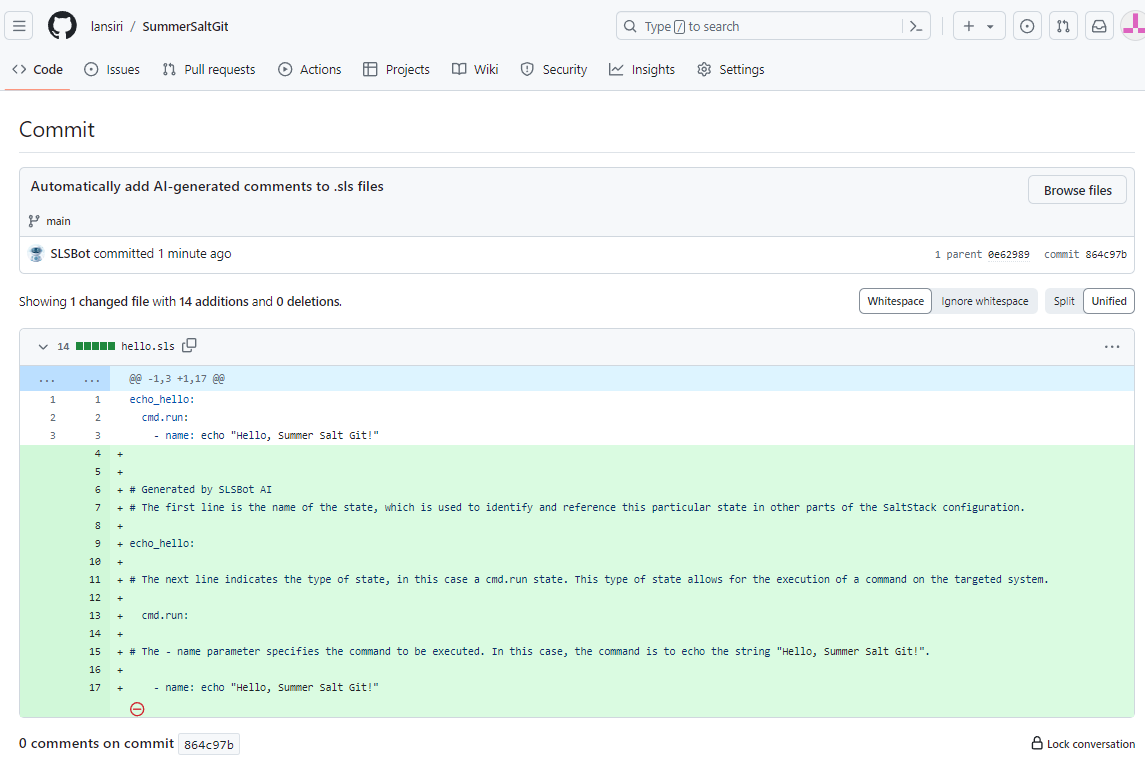 lansiri / SummerSaltGit
Type / to search
Code Issues Pull requests Actions Projects Wiki Security Insights Settings
Commit
Automatically add AI-generated comments to .sls files
Browse files
main
SLSBot committed 1 minute ago
1 parent 0e62989 commit 864c97b
Showing 1 changed file with 14 additions and 0 deletions.
Whitespace Ignore whitespace Split Unified
14 hello.sls
... ... @@ -1,3 +1,17 @@
1 1 echo_hello:
2 2 cmd.run:
3 3 - name: echo "Hello, Summer Salt Git!"
4 +
5 +
6 + # Generated by SLSBot AI
7 + # The first line is the name of the state, which is used to identify and reference this particular state in other parts of the SaltStack configuration.
8 +
9 + echo_hello:
10 +
11 + # The next line indicates the type of state, in this case a cmd.run state. This type of state allows for the execution of a command on the targeted system.
12 +
13 + cmd.run:
14 +
15 + # The - name parameter specifies the command to be executed. In this case, the command is to echo the string "Hello, Summer Salt Git!".
16 +
17 + - name: echo "Hello, Summer Salt Git!"
0 comments on commit 864c97b
Lock conversation